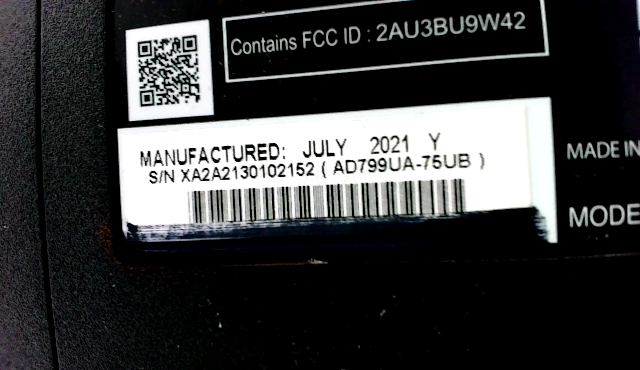 Contains FCC ID : 2AU3BU9W42
MANUFACTURED: JULY 2021 Y
S/N XA2A2130102152 ( AD799UA-75UB )
MADE IN
MODE